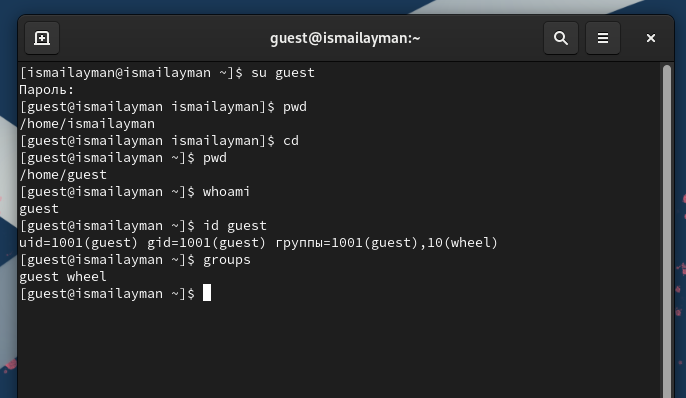 guest@ismailayman:~
[ismailayman@ismailayman ~]$ su guest
Пароль:
[guest@ismailayman ismailayman]$ pwd
/home/ismailayman
[guest@ismailayman ismailayman]$ cd
[guest@ismailayman ~]$ pwd
/home/guest
[guest@ismailayman ~]$ whoami
guest
[guest@ismailayman ~]$ id guest
uid=1001(guest) gid=1001(guest) группы=1001(guest),10(wheel)
[guest@ismailayman ~]$ groups
guest wheel
[guest@ismailayman ~]$